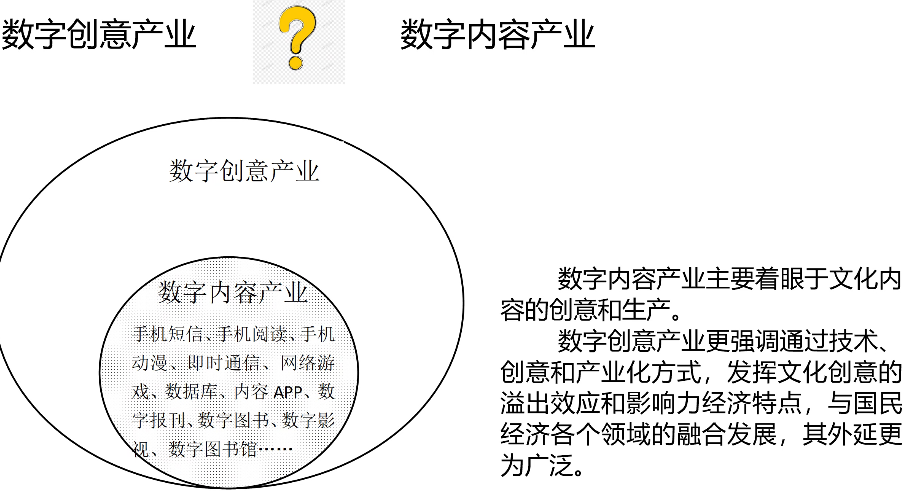 数字创意产业 ? 数字内容产业
数字创意产业
数字内容产业
手机短信、手机阅读、手机
动漫、即时通信、网络游
戏、数据库、内容 APP、数
字报刊、数字图书、数字影
视、数字图书馆……
数字内容产业主要着眼于文化内
容的创意和生产。
数字创意产业更强调通过技术、
创意和产业化方式，发挥文化创意的
溢出效应和影响力经济特点，与国民
经济各个领域的融合发展，其外延更
为广泛。